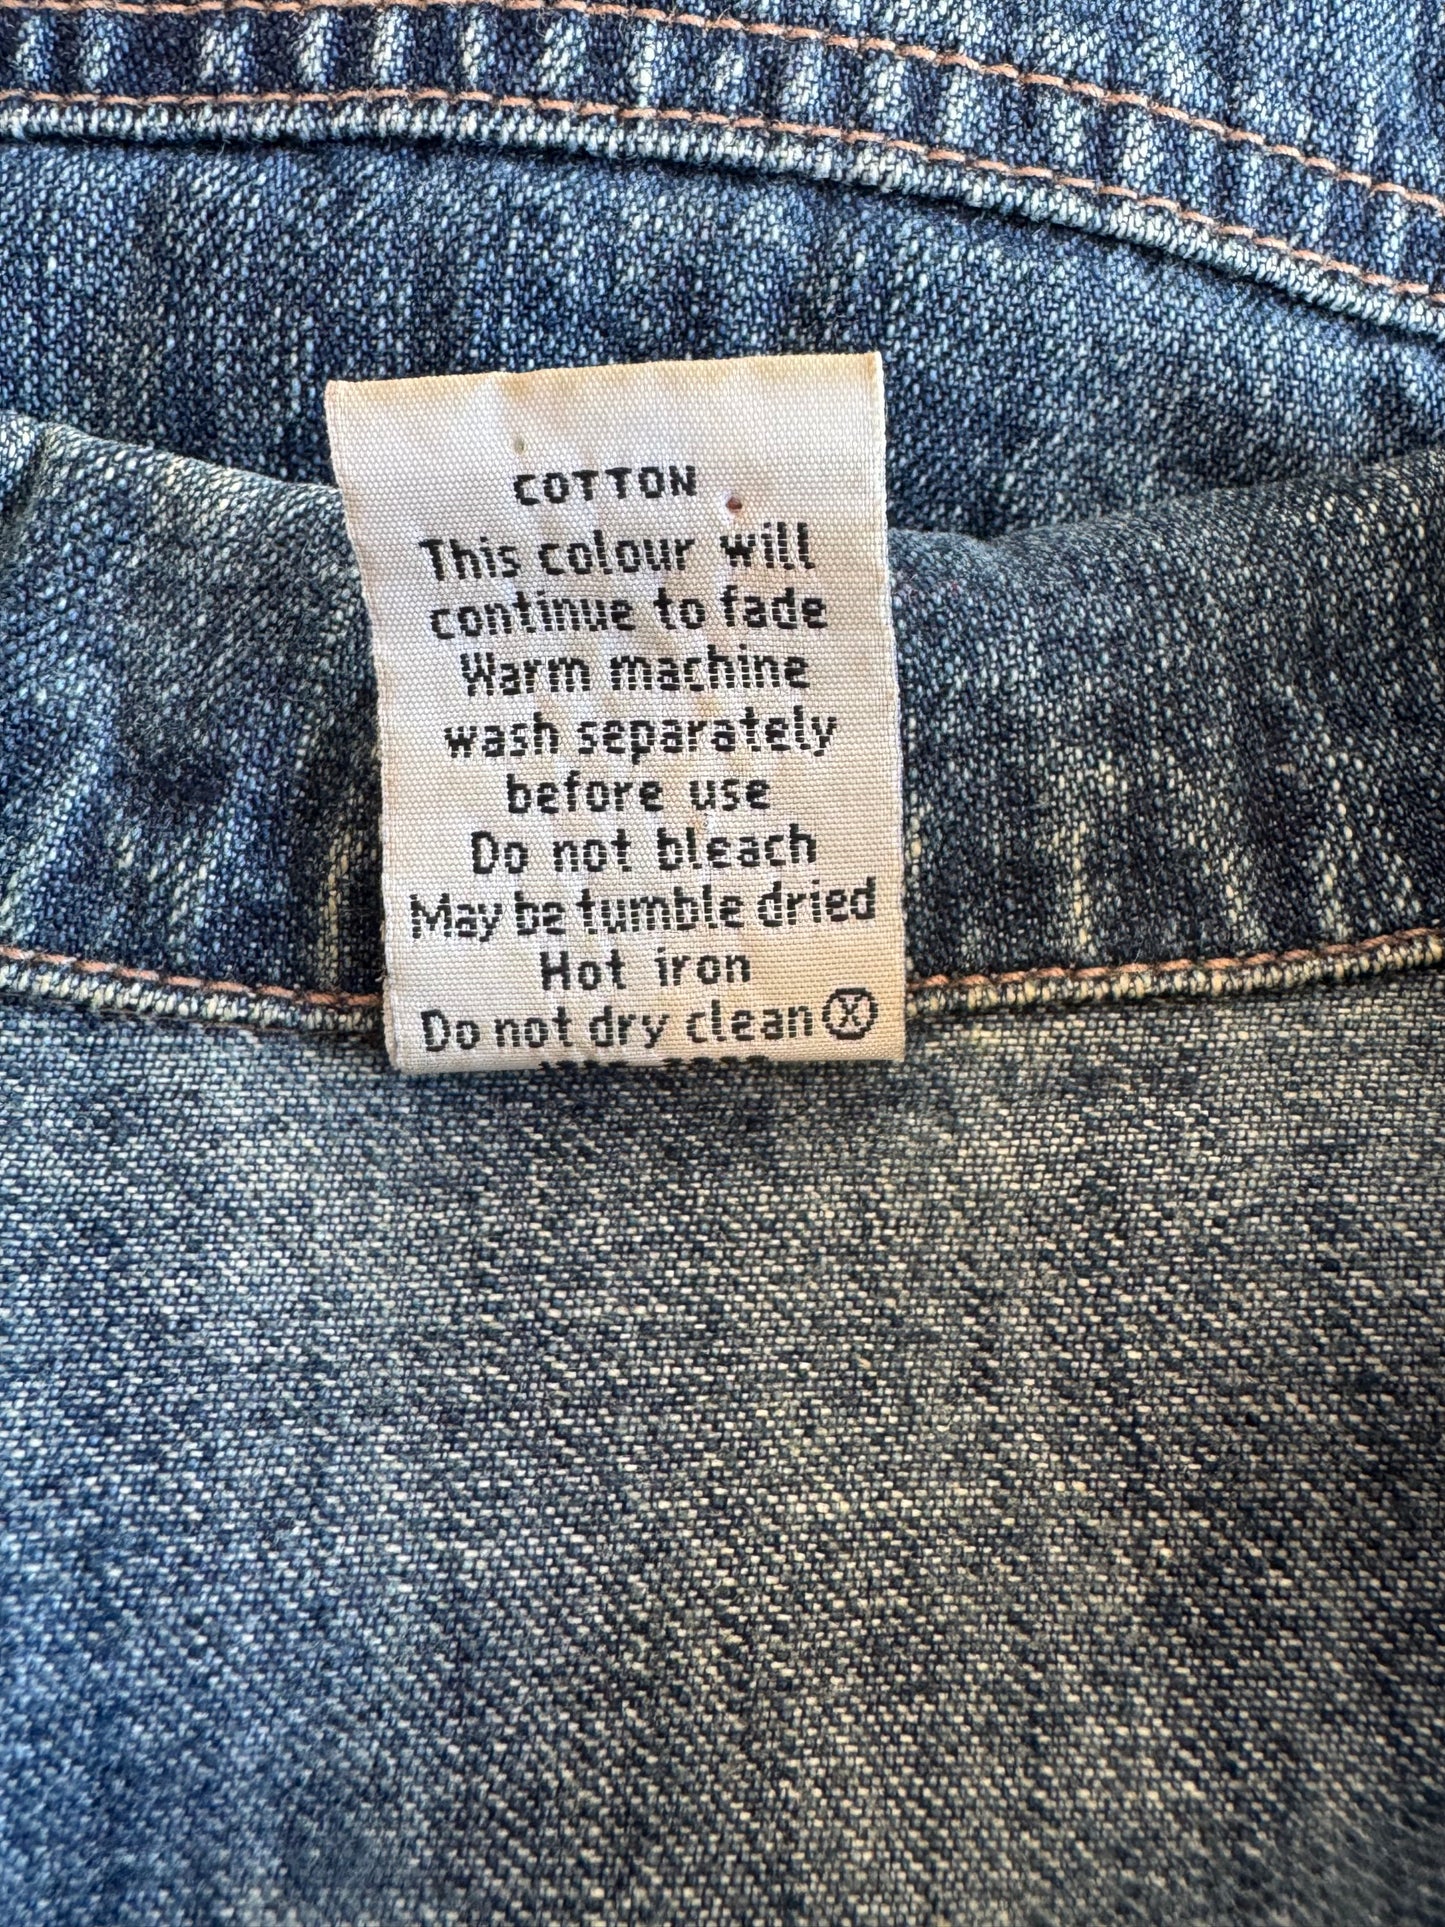 COTTON
This colour will
continue to fade
Warm machine
wash separately
before use
Do not bleach
May be tumble dried
Hot iron
Do not dry clean Ⓧ